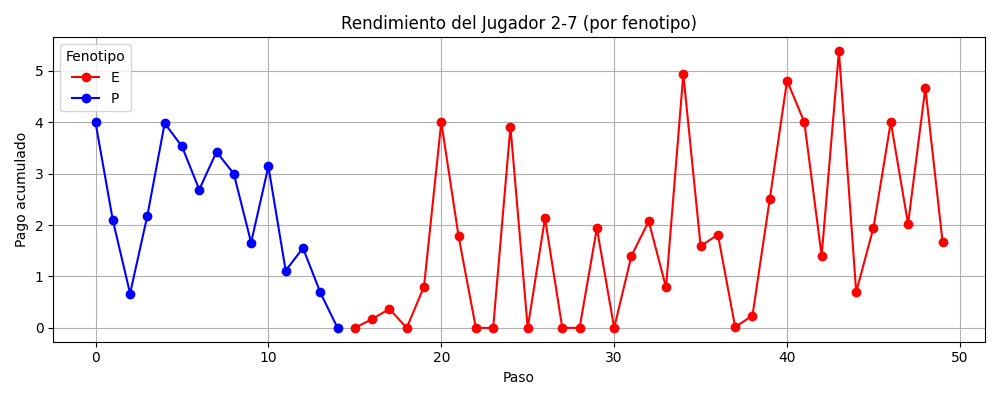 Rendimiento del Jugador 2-7 (por fenotipo)
Fenotipo
E
P
Pago acumulado
5
4
3
2
1
0
0 10 20 30 40 50
Paso